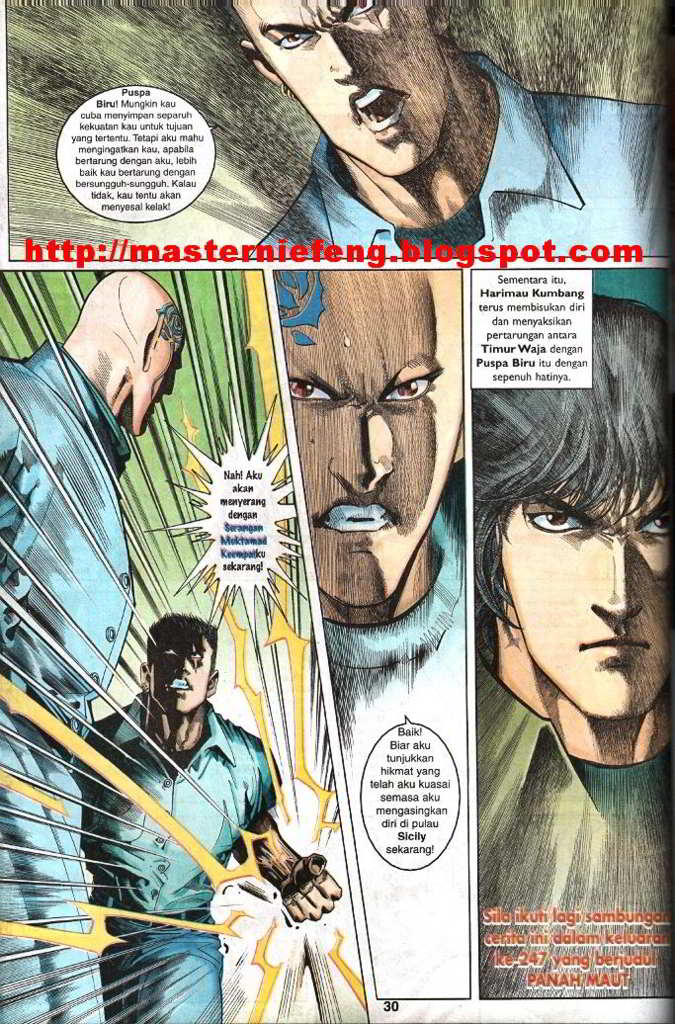 Puspa
Biru! Mungkin kau
cuba menyimpan separuh
kekuatan kau untuk tujuan
yang tertentu. Tetapi aku mahu
mengingatkan kau, apabila
bertarung dengan aku, lebih
baik kau bertarung dengan
bersungguh-sungguh. Kalau
tidak, kau tentu akan
menyesal kelak!
http://masterniefeng.blogspot.com
Nah! Aku
akan
menyerang
dengan
Serangan
Muktamad
Keempatku
sekarang!
Baik!
Biar aku
tunjukkan
hikmat yang
telah aku kuasai
semasa aku
mengasingkan
diri di pulau
Sicily
sekarang!
Sementara itu,
Harimau Kumbang
terus membisukan diri
dan menyaksikan
pertarungan antara
Timur Waja dengan
Puspa Biru itu dengan
sepenuh hatinya.
Sila ikuti lagi sambungan
cerita ini dalam keluaran
ke-247 yang berjudul
PANAH MAUT
30